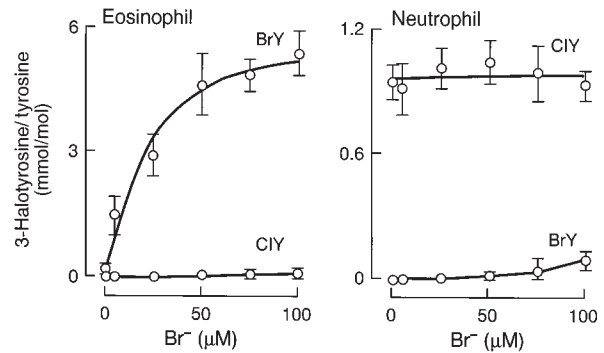 Eosinophil
Neutrophil
3-Halotyrosine/tyrosine
(mmol/mol)
6
3
0
BrY
ClY
0
50
100
Br⁻ (μM)
1.2
0.6
0
ClY
BrY
0
50
100
Br⁻ (μM)